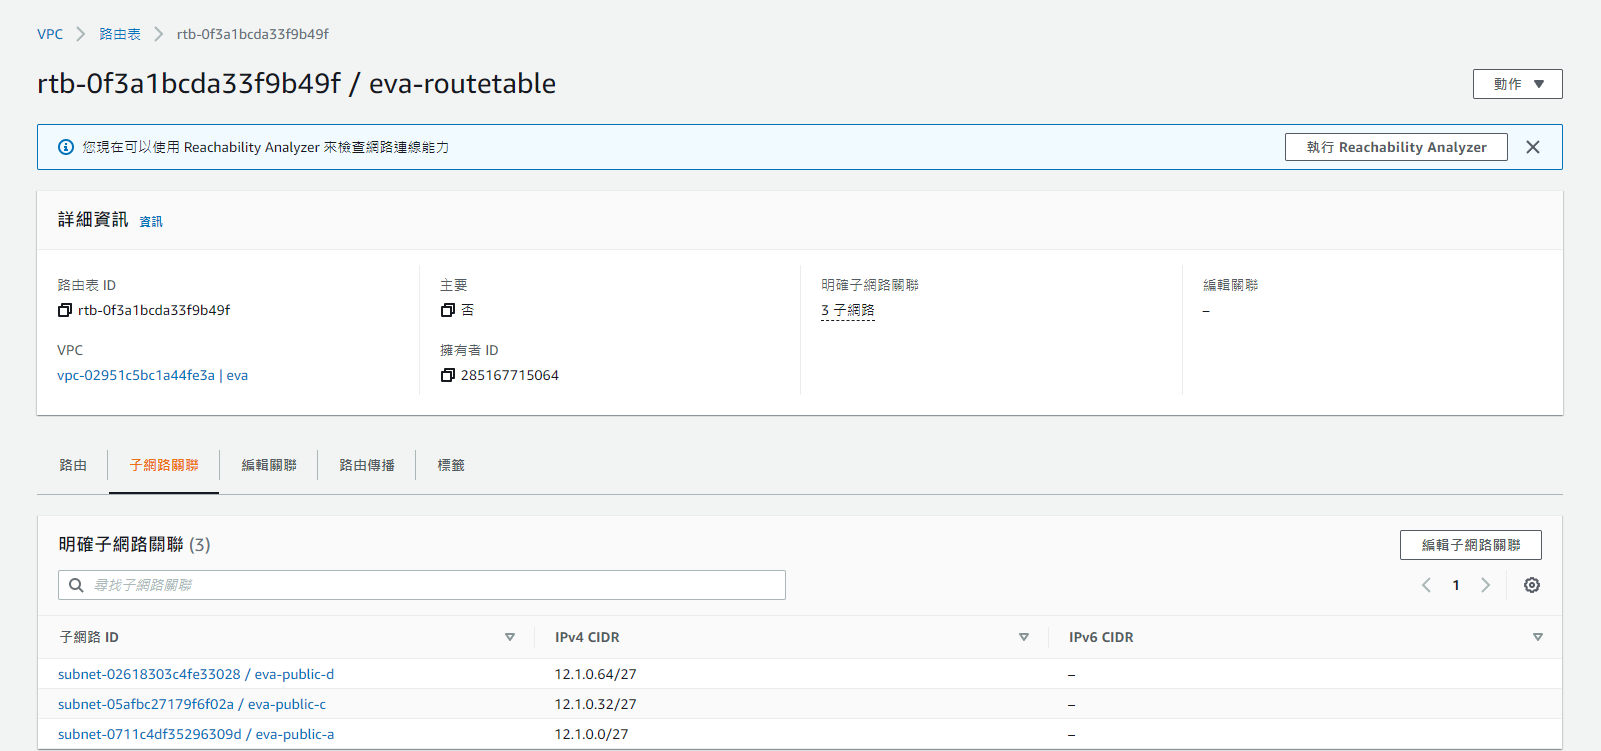 VPC > 路由表 > rtb-0f3a1bcda33f9b49f
rtb-0f3a1bcda33f9b49f / eva-routetable
動作
您現在可以使用 Reachability Analyzer 來檢查網路連線能力
執行 Reachability Analyzer
詳細資訊 資訊
路由表 ID
rtb-0f3a1bcda33f9b49f
主要
否
明確子網路關聯
3 子網路
編輯關聯
–
VPC
vpc-02951c5bc1a44fe3a | eva
擁有者 ID
285167715064
路由 子網路關聯 編輯關聯 路由傳播 標籤
明確子網路關聯 (3)
編輯子網路關聯
尋找子網路關聯
1
子網路 ID IPv4 CIDR IPv6 CIDR
subnet-02618303c4fe33028 / eva-public-d 12.1.0.64/27 –
subnet-05afbc27179f6f02a / eva-public-c 12.1.0.32/27 –
subnet-0711c4df35296309d / eva-public-a 12.1.0.0/27 –